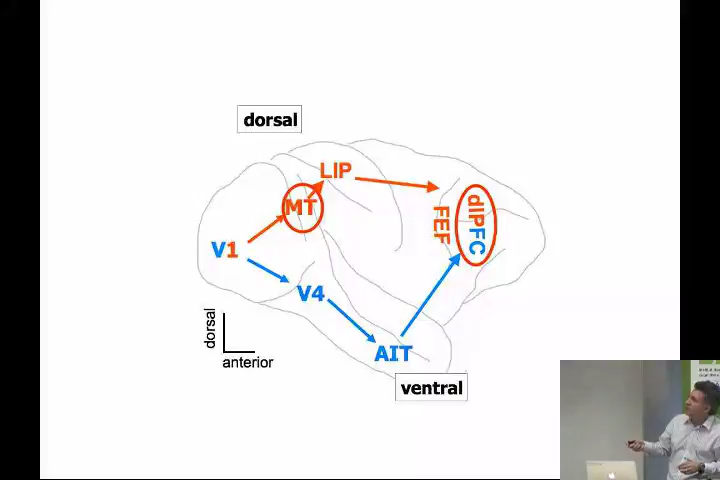 dorsal
LIP
MT
dlPFC
FEF
V1
V4
dorsal
AIT
anterior
ventral